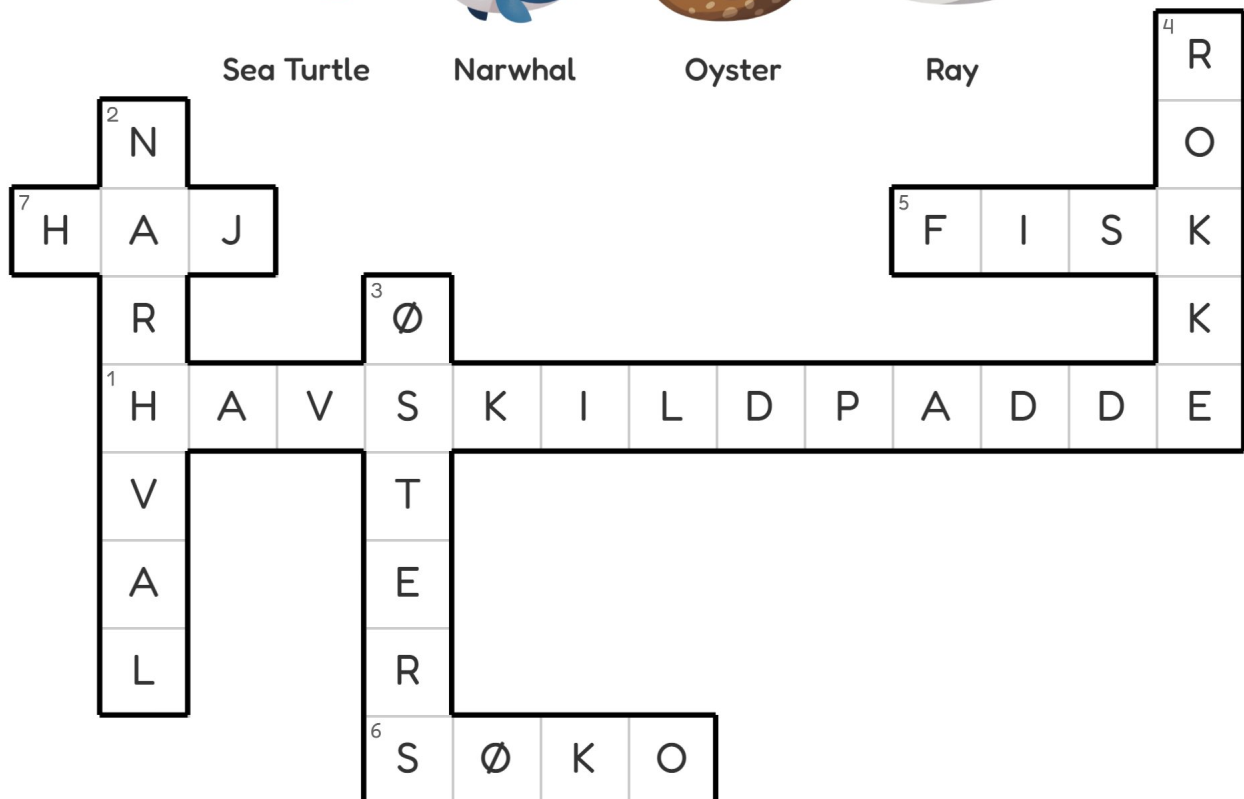 Sea Turtle Narwhal Oyster Ray
4 R
2 N O
7 H A J 5 F I S K
R 3 Ø K
1 H A V S K I L D P A D D E
V T
A E
L R
6 S Ø K O